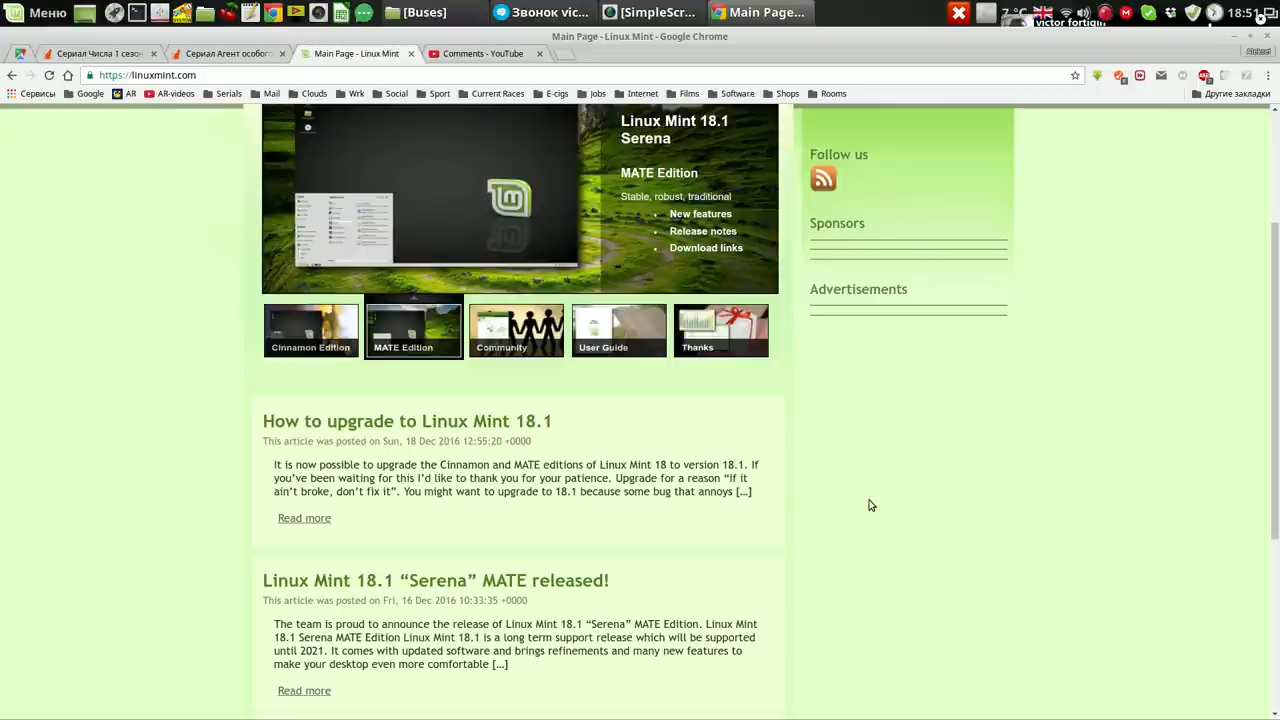 Меню
[Buses]
Звонок vic...
[SimpleScr...
Main Page...
7 °C
18:51
victor fortigin
Main Page - Linux Mint - Google Chrome
Сериал Числа 1 сезон
Сериал Агент особого
Main Page - Linux Mint
Comments - YouTube
Aleksei
https://linuxmint.com
Сервисы
Google
AR
AR-videos
Serials
Mail
Clouds
Wrk
Social
Sport
Current Races
E-cigs
Jobs
Internet
Films
Software
Shops
Rooms
Другие закладки
Linux Mint 18.1
Serena
MATE Edition
Stable, robust, traditional
New features
Release notes
Download links
Cinnamon Edition
MATE Edition
Community
User Guide
Thanks
Follow us
Sponsors
Advertisements
How to upgrade to Linux Mint 18.1
This article was posted on Sun, 18 Dec 2016 12:55:20 +0000
It is now possible to upgrade the Cinnamon and MATE editions of Linux Mint 18 to version 18.1. If
you’ve been waiting for this I’d like to thank you for your patience. Upgrade for a reason “If it
ain’t broke, don’t fix it”. You might want to upgrade to 18.1 because some bug that annoys [...]
Read more
Linux Mint 18.1 “Serena” MATE released!
This article was posted on Fri, 16 Dec 2016 10:33:35 +0000
The team is proud to announce the release of Linux Mint 18.1 “Serena” MATE Edition. Linux Mint
18.1 Serena MATE Edition Linux Mint 18.1 is a long term support release which will be supported
until 2021. It comes with updated software and brings refinements and many new features to
make your desktop even more comfortable [...]
Read more